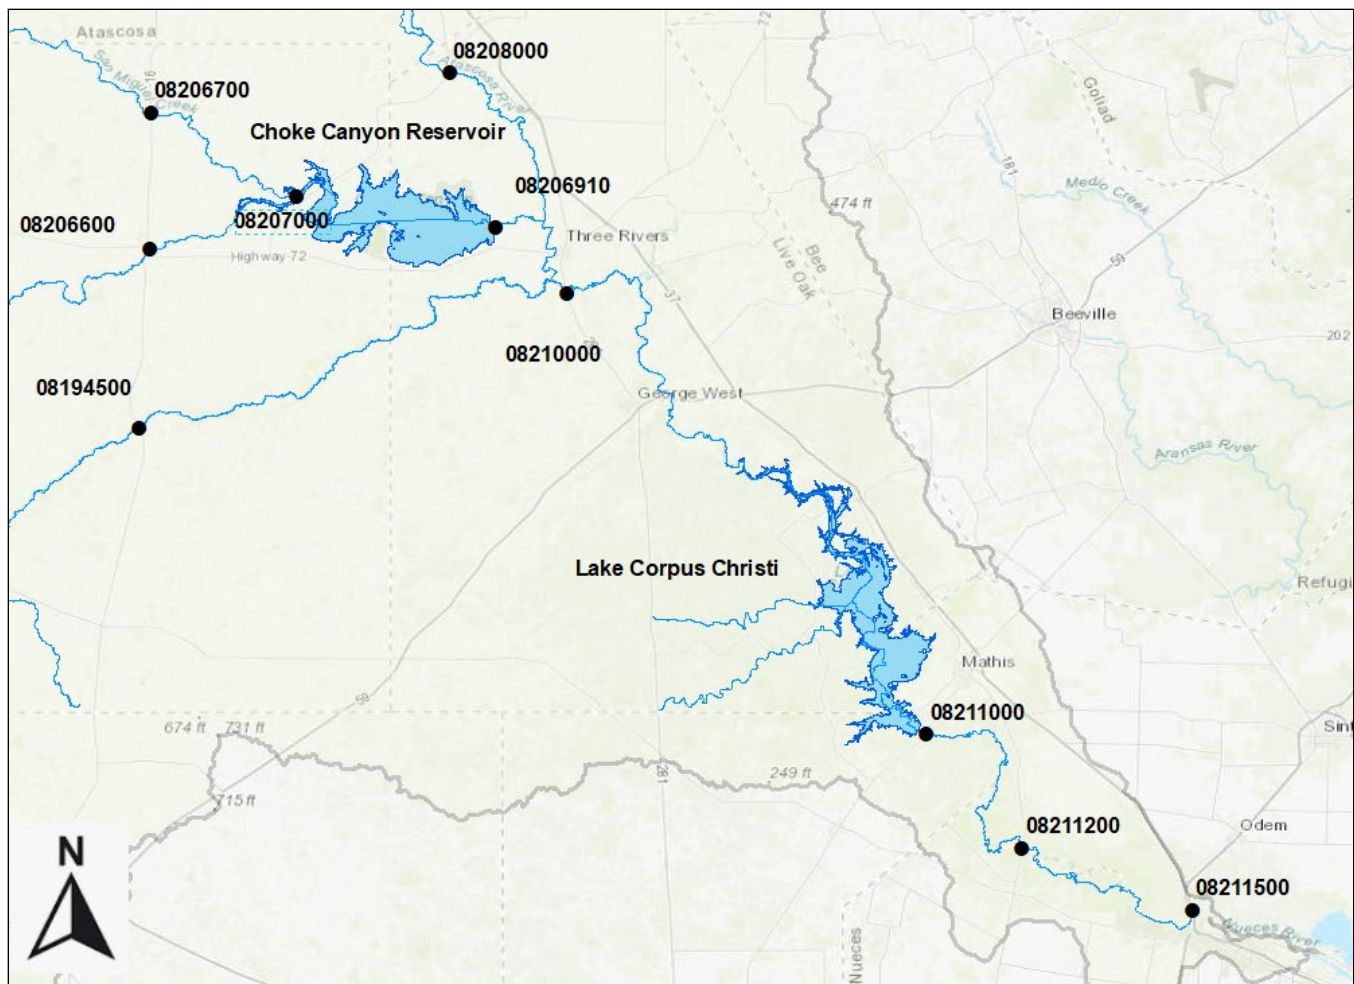 Atascosa
San Miguel Creek
16
08206700
08208000
Atascosa River
72
Goliad
Choke Canyon Reservoir
08206910
181
Medio Creek
474 ft
08206600
08207000
Three Rivers
Highway 72
Bee
Live Oak
59
37
Beeville
202
08210000
08194500
George West
Aransas River
Lake Corpus Christi
Refugi
Mathis
59
08211000
674 ft
731 ft
Sint
281
249 ft
715 ft
08211200
Odem
N
08211500
Nueces River
Nueces